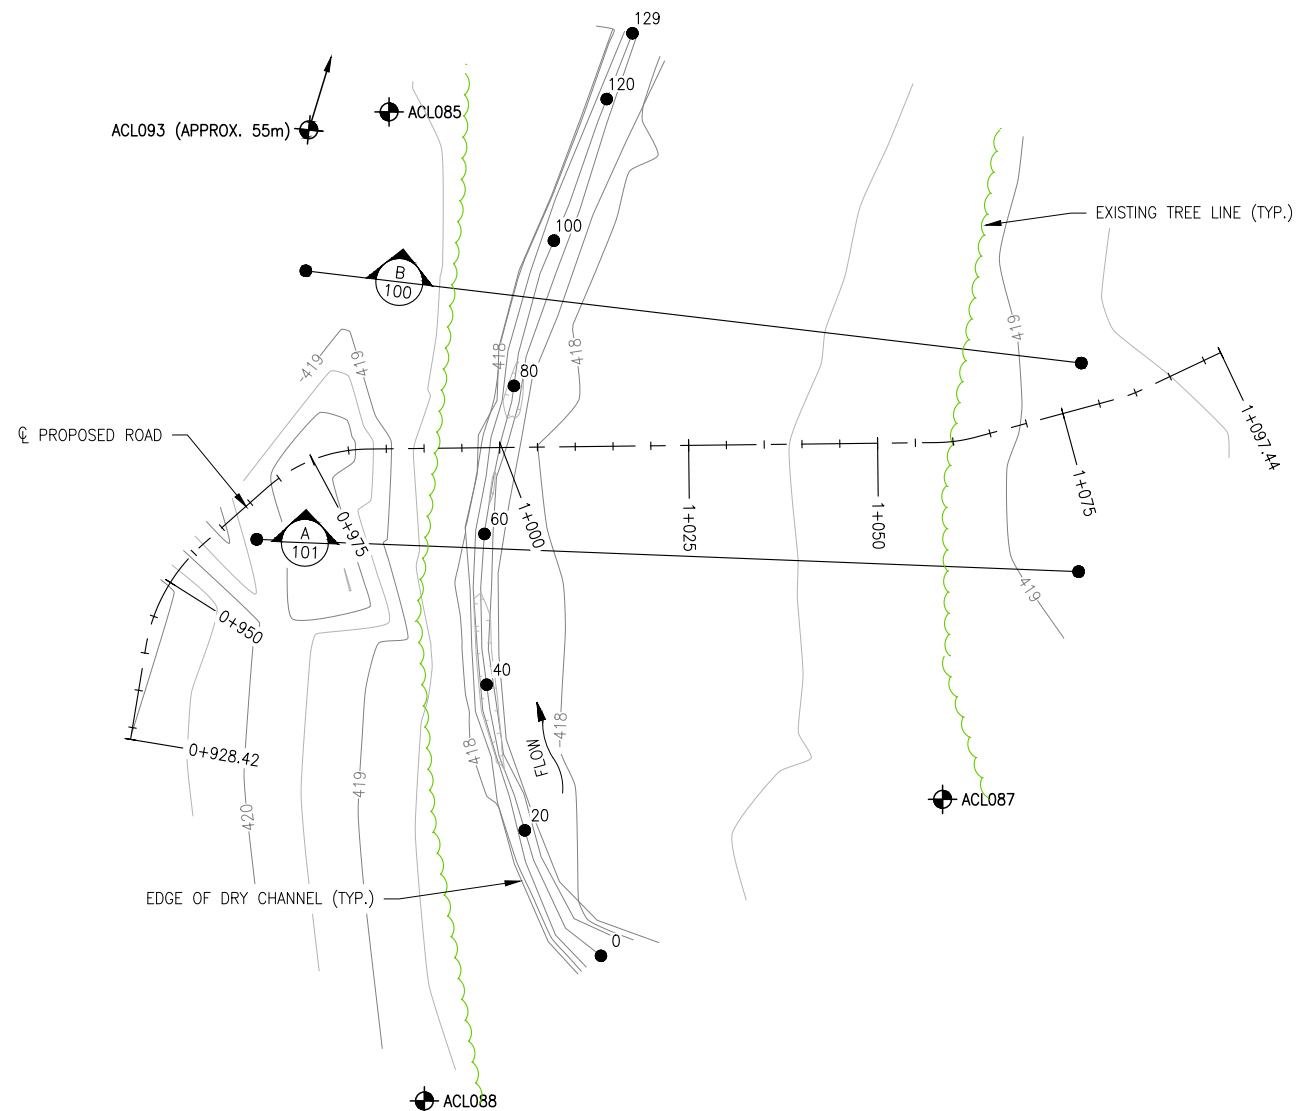 129
120
ACL085
ACL093 (APPROX. 55m)
EXISTING TREE LINE (TYP.)
100
B
100
419
418
418
-419
419
80
1+097.44
℄ PROPOSED ROAD
1+075
60
1+000
1+025
1+050
0+975
A
101
419
0+950
40
-418
418
FLOW
0+928.42
419
420
20
ACL087
EDGE OF DRY CHANNEL (TYP.)
0
ACL088